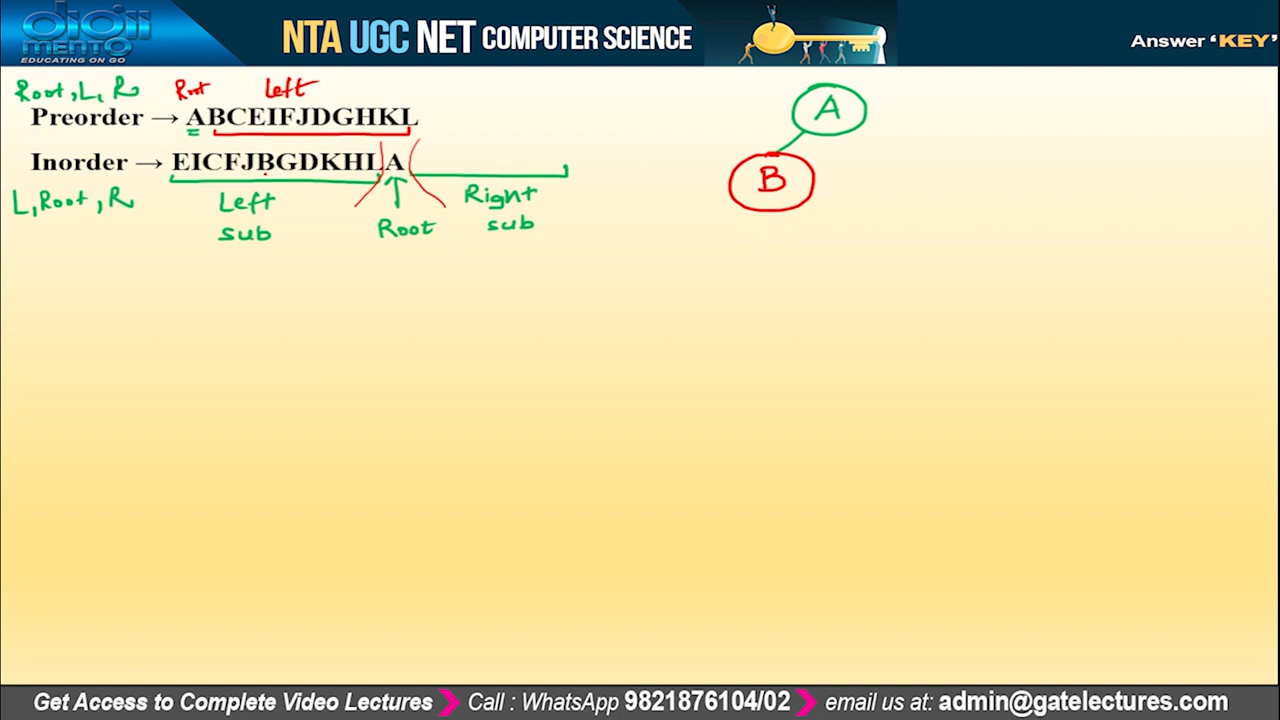 didii
MENTO
EDUCATING ON GO
NTA UGC NET COMPUTER SCIENCE
Answer ‘KEY’
Root, L, R
Root Left
Preorder → ABCEIFJDGHKL
Inorder → EICFJBGDKHLA
L, Root, R
Left
sub
Root
Right
sub
A
B
Get Access to Complete Video Lectures Call : WhatsApp 9821876104/02 email us at: admin@gatelectures.com